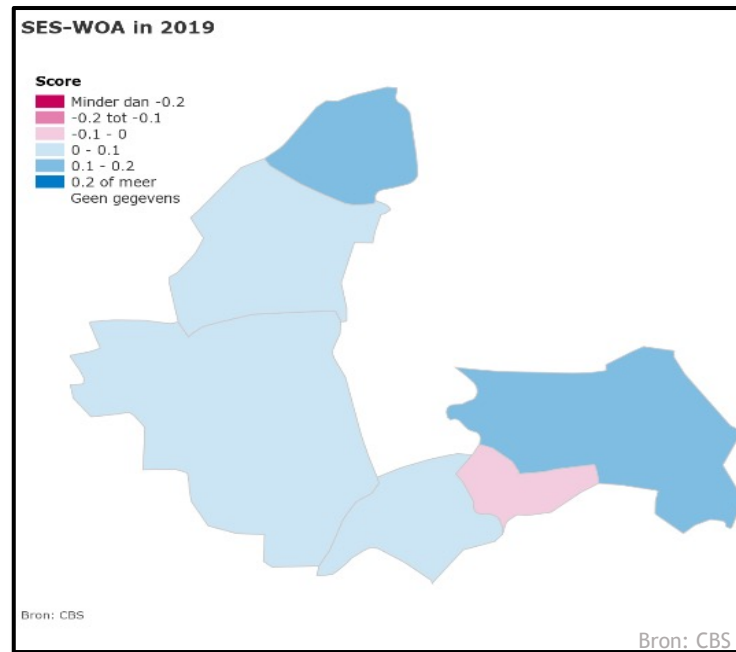 SES-WOA in 2019
Score
Minder dan -0.2
-0.2 tot -0.1
-0.1 - 0
0 - 0.1
0.1 - 0.2
0.2 of meer
Geen gegevens
Bron: CBS
Bron: CBS